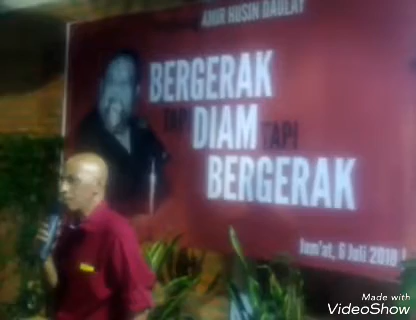 AMIR HUSIN DAULAY
BERGERAK
TAPI DIAM TAPI
BERGERAK
Jum'at, 6 Juli 2018
Made with
VideoShow